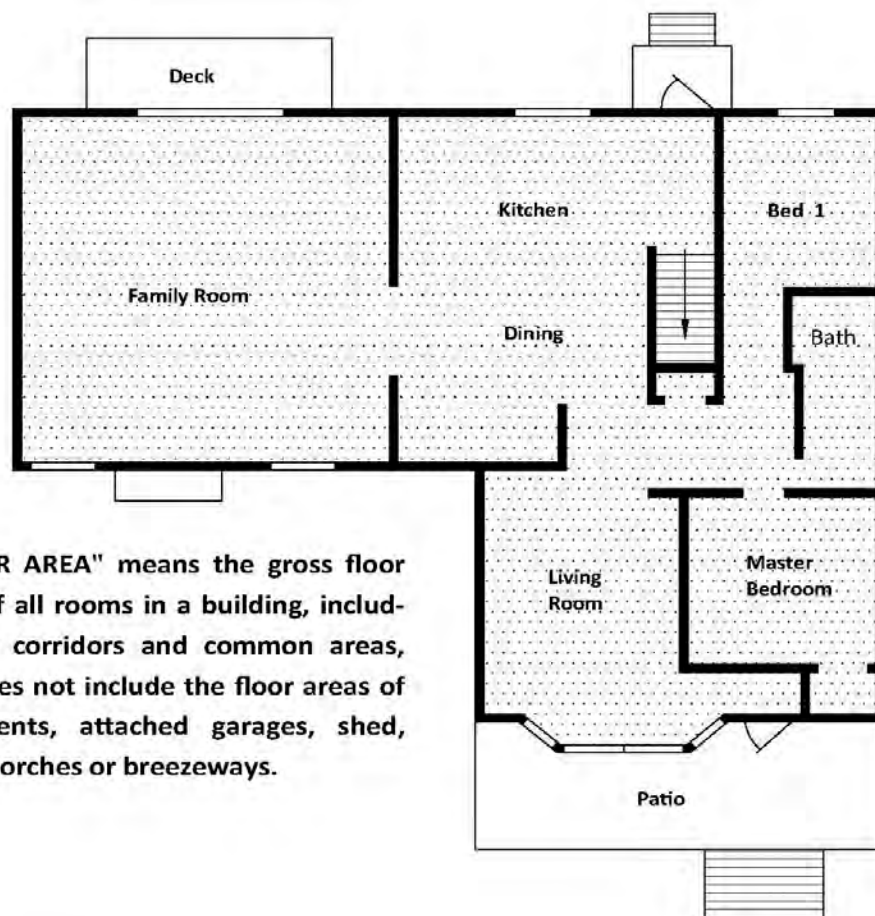 Deck
Kitchen
Bed 1
Family Room
Dining
Bath
R AREA" means the gross floor
f all rooms in a building, includ-
corridors and common areas,
es not include the floor areas of
ents, attached garages, shed,
orches or breezeways.
Living
Room
Master
Bedroom
Patio